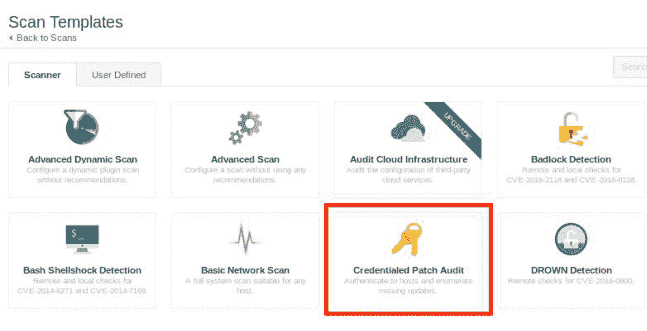 Scan Templates
Back to Scans
Scanner
User Defined
Search
UPGRADE
Advanced Dynamic Scan
Configure a dynamic plugin scan
without recommendations.
Advanced Scan
Configure a scan without using any
recommendations.
Audit Cloud Infrastructure
Audit the configuration of third-party
cloud services.
Badlock Detection
Remote and local checks for
CVE-2016-2118 and CVE-2016-0128.
$_
Bash Shellshock Detection
Remote and local checks for
CVE-2014-6271 and CVE-2014-7169.
Basic Network Scan
A full system scan suitable for any
host.
Credentialed Patch Audit
Authenticate to hosts and enumerate
missing updates.
DROWN Detection
Remote checks for CVE-2016-0800.